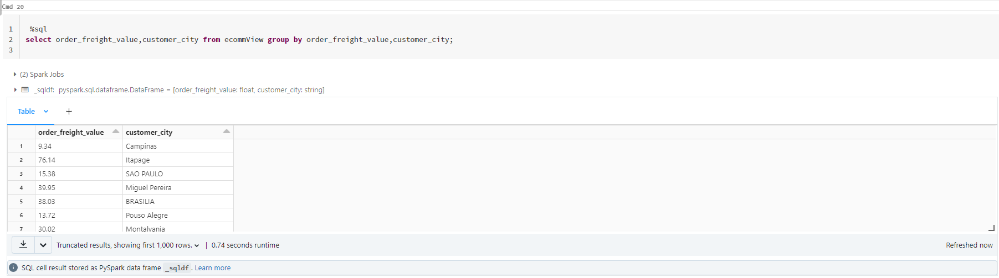 Cmd 20
1 %sql
2 select order_freight_value,customer_city from ecommView group by order_freight_value,customer_city;
3
(2) Spark Jobs
_sqldf: pyspark.sql.dataframe.DataFrame = [order_freight_value: float, customer_city: string]
Table +
order_freight_value customer_city
1 9.34 Campinas
2 76.14 Itapage
3 15.38 SAO PAULO
4 39.95 Miguel Pereira
5 38.03 BRASILIA
6 13.72 Pouso Alegre
7 30.02 Montalvania
Truncated results, showing first 1,000 rows. | 0.74 seconds runtime Refreshed now
SQL cell result stored as PySpark data frame _sqldf. Learn more